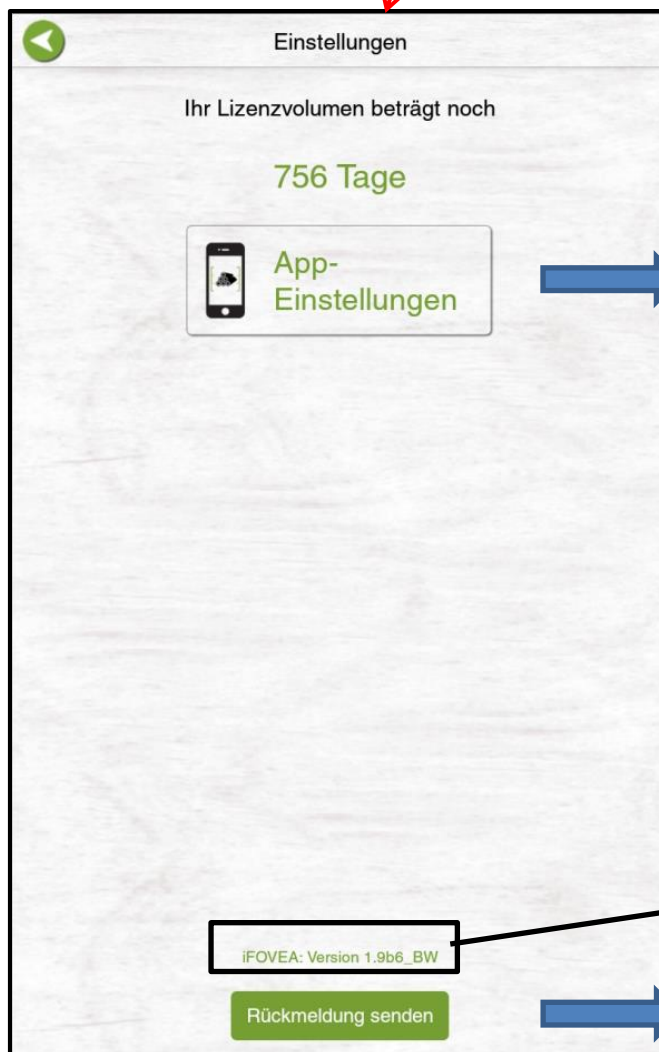 Einstellungen
Ihr Lizenzvolumen beträgt noch
756 Tage
App-
Einstellungen
iFOVEA: Version 1.9b6_BW
Rückmeldung senden